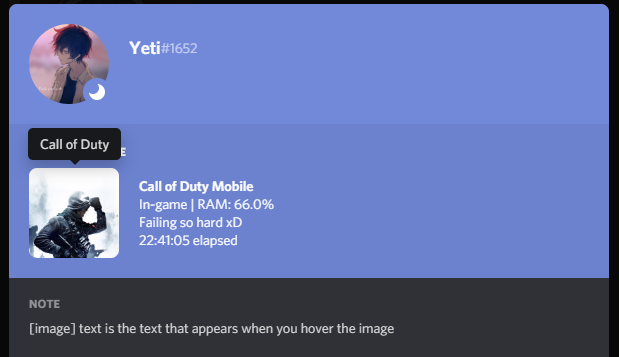 Yeti#1652
Call of Duty
E
Call of Duty Mobile
In-game | RAM: 66.0%
Failing so hard xD
22:41:05 elapsed
NOTE
[image] text is the text that appears when you hover the image